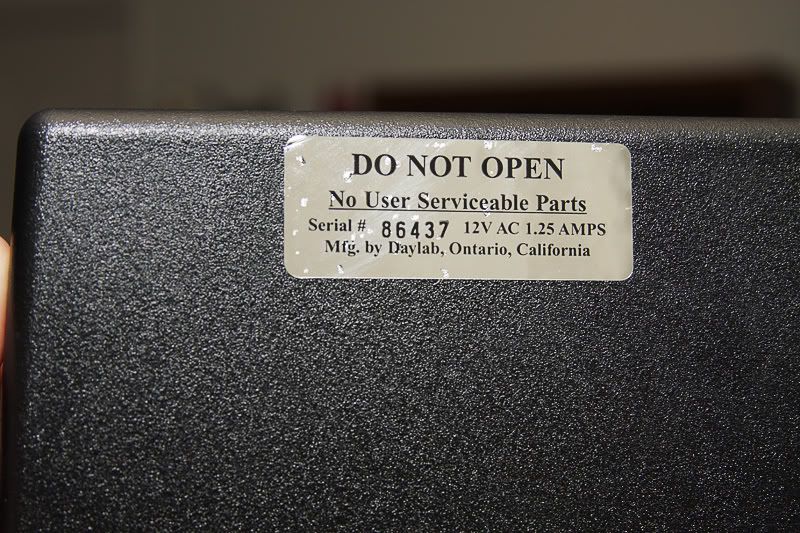 DO NOT OPEN
No User Serviceable Parts
Serial # 86437 12V AC 1.25 AMPS
Mfg. by Daylab, Ontario, California